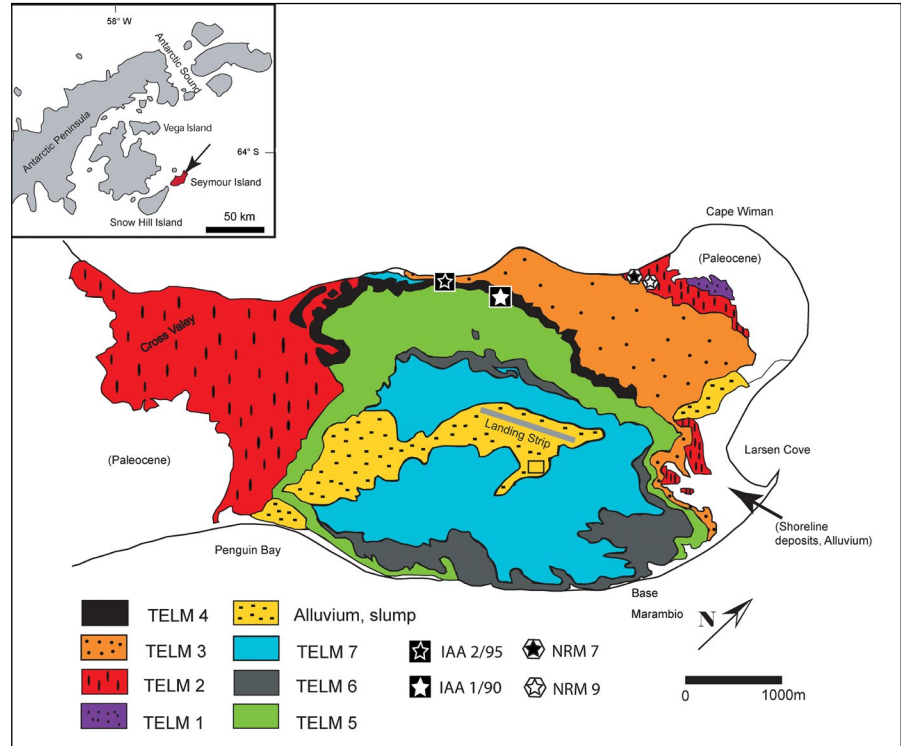 58° W
Antarctic Sound
Antarctic Peninsula
Vega Island
64° S
Seymour Island
Snow Hill Island
50 km
Cape Wiman
(Paleocene)
Cross Valey
Landing Strip
(Paleocene)
Larsen Cove
(Shoreline
deposits, Alluvium)
Penguin Bay
Base
Marambio
N
TELM 4
Alluvium, slump
TELM 3
TELM 7
IAA 2/95
NRM 7
TELM 2
TELM 6
IAA 1/90
NRM 9
TELM 1
TELM 5
0
1000m